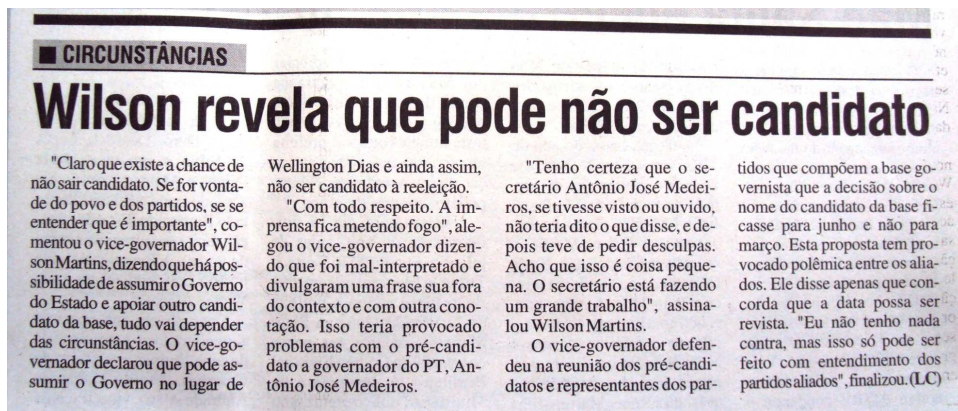 ■ CIRCUNSTÂNCIAS
Wilson revela que pode não ser candidato
"Claro que existe a chance de
não sair candidato. Se for vonta-
de do povo e dos partidos, se se
entender que é importante", co-
mentou o vice-governador Wil-
son Martins, dizendo que há pos-
sibilidade de assumir o Governo
do Estado e apoiar outro candi-
dato da base, tudo vai depender
das circunstâncias. O vice-go-
vernador declarou que pode as-
sumir o Governo no lugar de
Wellington Dias e ainda assim,
não ser candidato à reeleição.
"Com todo respeito. A im-
prensa fica metendo fogo", ale-
gou o vice-governador dizen-
do que foi mal-interpretado e
divulgaram uma frase sua fora
do contexto e com outra cono-
tação. Isso teria provocado
problemas com o pré-candi-
dato a governador do PT, An-
tônio José Medeiros.
"Tenho certeza que o se-
cretário Antônio José Medei-
ros, se tivesse visto ou ouvido,
não teria dito o que disse, e de-
pois teve de pedir desculpas.
Acho que isso é coisa peque-
na. O secretário está fazendo
um grande trabalho", assina-
lou Wilson Martins.
O vice-governador defen-
deu na reunião dos pré-candi-
datos e representantes dos par-
tidos que compõem a base go-
vernista que a decisão sobre o
nome do candidato da base fi-
casse para junho e não para
março. Esta proposta tem pro-
vocado polêmica entre os alia-
dos. Ele disse apenas que con-
corda que a data possa ser
revista. "Eu não tenho nada
contra, mas isso só pode ser
feito com entendimento dos
partidos aliados", finalizou. (LC)